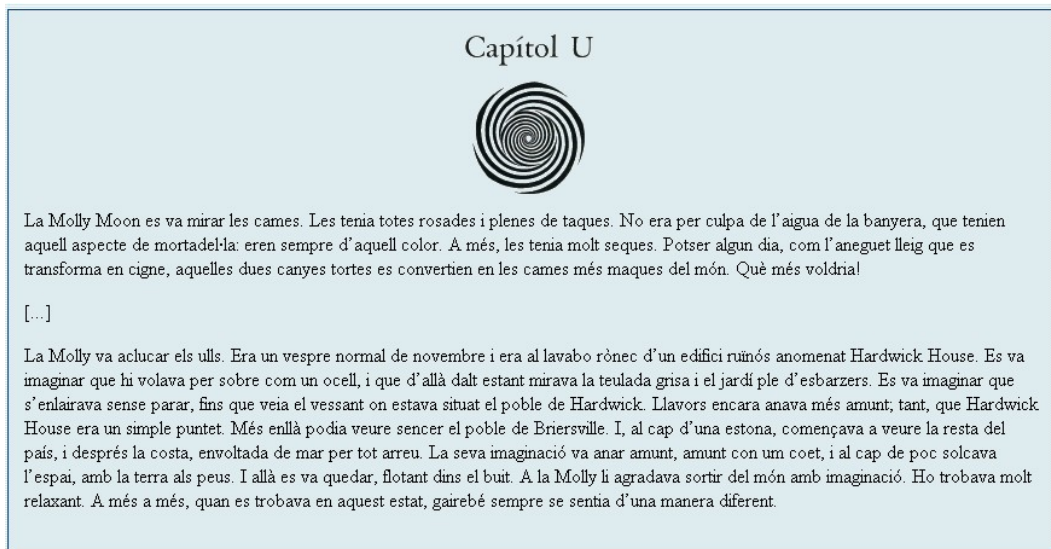 Capítol U
La Molly Moon es va mirar les cames. Les tenia totes rosades i plenes de taques. No era per culpa de l'aigua de la banyera, que tenien
aquell aspecte de mortadel·la: eren sempre d'aquell color. A més, les tenia molt seques. Potser algun dia, com l'aneguet lleig que es
transforma en cigne, aquelles dues canyes tortes es convertien en les cames més maques del món. Què més voldria!
[...]
La Molly va aclucar els ulls. Era un vespre normal de novembre i era al lavabo rònec d'un edifici ruïnós anomenat Hardwick House. Es va
imaginar que hi volava per sobre com un ocell, i que d'allà dalt estant mirava la teulada grisa i el jardí ple d'esbarzers. Es va imaginar que
s'enlairava sense parar, fins que veia el vessant on estava situat el poble de Hardwick. Llavors encara anava més amunt; tant, que Hardwick
House era un simple puntet. Més enllà podia veure sencer el poble de Briersville. I, al cap d'una estona, començava a veure la resta del
país, i després la costa, envoltada de mar per tot arreu. La seva imaginació va anar amunt, amunt con um coet, i al cap de poc solcava
l'espai, amb la terra als peus. I allà es va quedar, flotant dins el buit. A la Molly li agradava sortir del món amb imaginació. Ho trobava molt
relaxant. A més a més, quan es trobava en aquest estat, gairebé sempre se sentia d'una manera diferent.